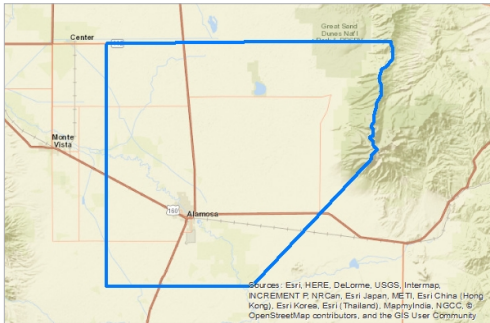 Great Sand
Dunes Nat'l
Center
Monte
Vista
160
Alamosa
Sources: Esri, HERE, DeLorme, USGS, Intermap,
INCREMENT P, NRCan, Esri Japan, METI, Esri China (Hong
Kong), Esri Korea, Esri (Thailand), MapmyIndia, NGCC, ©
OpenStreetMap contributors, and the GIS User Community